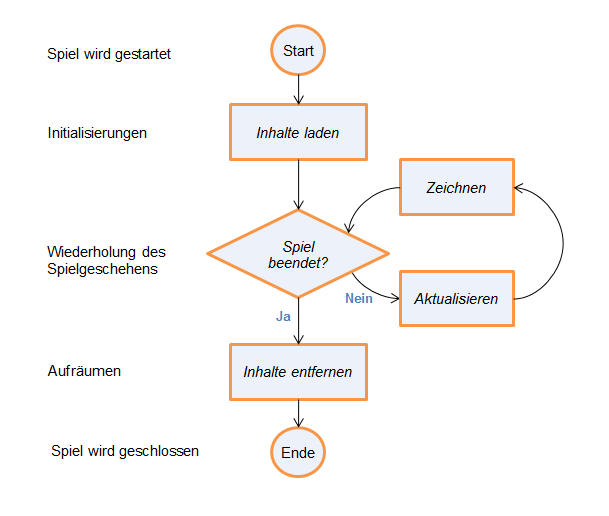 Spiel wird gestartet
Start
Initialisierungen
Inhalte laden
Zeichnen
Wiederholung des
Spielgeschehens
Spiel
beendet?
Nein
Aktualisieren
Ja
Aufräumen
Inhalte entfernen
Spiel wird geschlossen
Ende